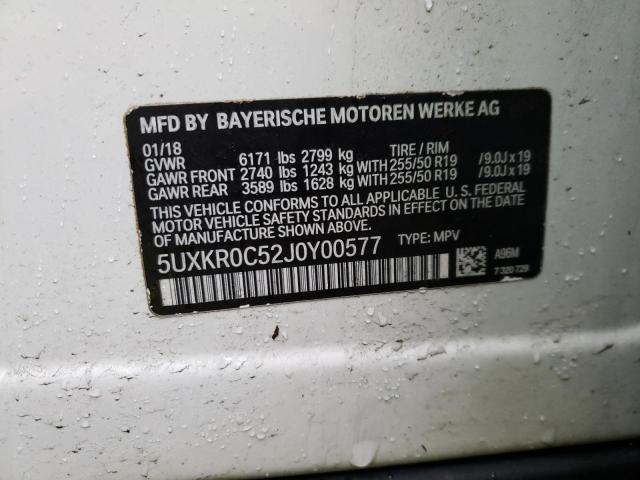 MFD BY BAYERISCHE MOTOREN WERKE AG
01/18 TIRE / RIM
GVWR 6171 lbs 2799 kg
GAWR FRONT 2740 lbs 1243 kg WITH 255/50 R19 /9.0J x 19
GAWR REAR 3589 lbs 1628 kg WITH 255/50 R19 /9.0J x 19
THIS VEHICLE CONFORMS TO ALL APPLICABLE U.S. FEDERAL
MOTOR VEHICLE SAFETY STANDARDS IN EFFECT ON THE DATE
OF MANUFACTURE SHOWN ABOVE.
5UXKR0C52J0Y00577 TYPE: MPV
A96M
7 320 729